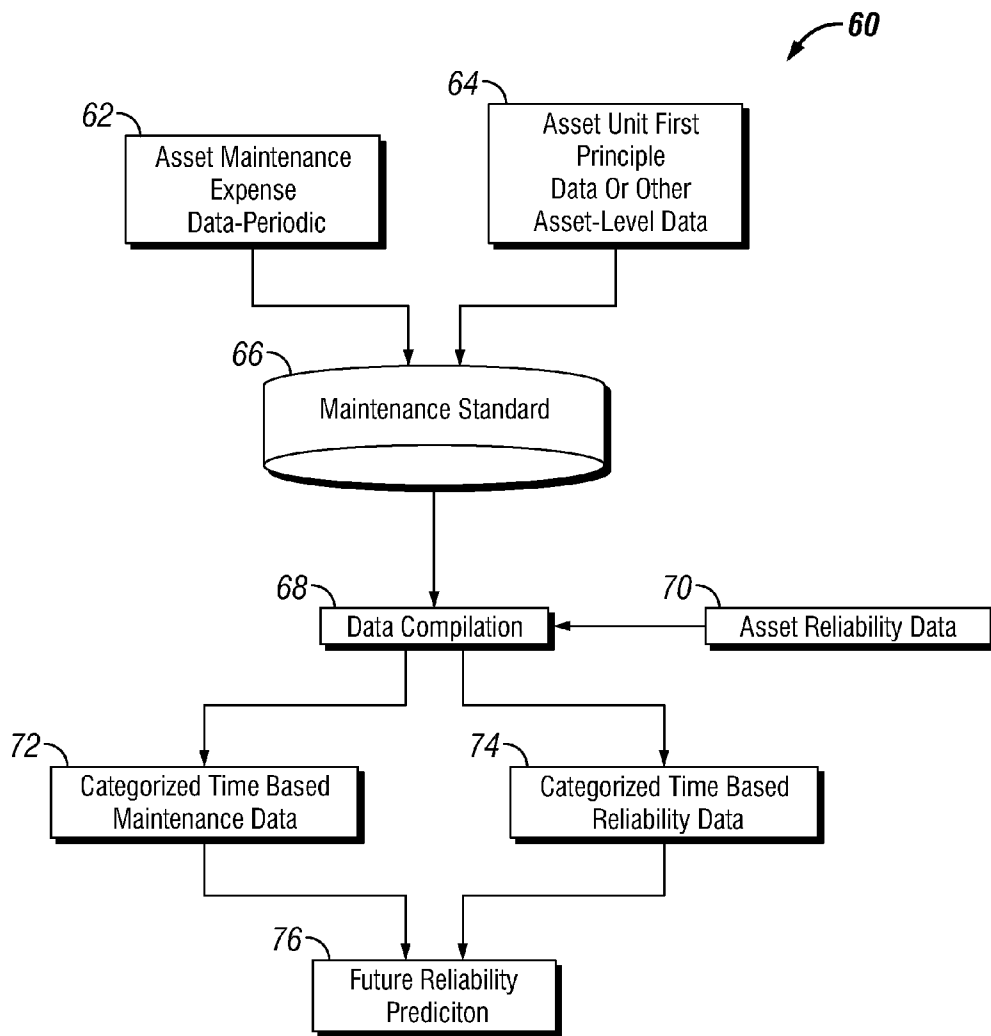 60
62
Asset Maintenance
Expense
Data-Periodic
64
Asset Unit First
Principle
Data Or Other
Asset-Level Data
66
Maintenance Standard
68
Data Compilation
70
Asset Reliability Data
72
Categorized Time Based
Maintenance Data
74
Categorized Time Based
Reliability Data
76
Future Reliability
Prediciton